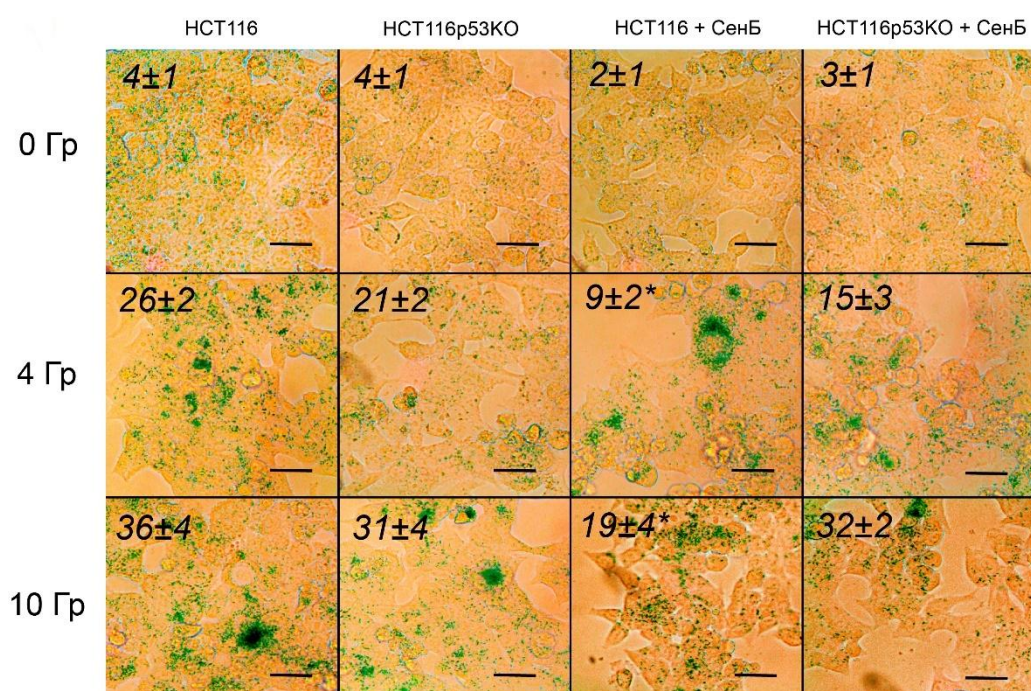 HCT116 HCT116p53KO HCT116 + СенБ HCT116p53KO + СенБ
0 Гр 4±1 4±1 2±1 3±1
4 Гр 26±2 21±2 9±2* 15±3
10 Гр 36±4 31±4 19±4* 32±2